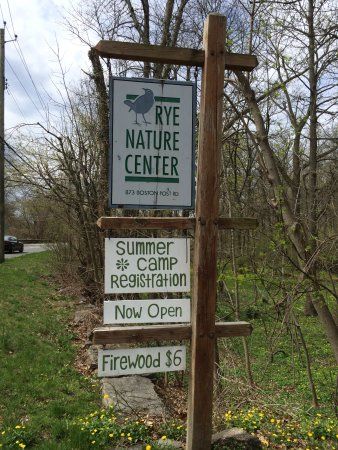 RYE
NATURE
CENTER
873 BOSTON POST RD
Summer
CAMP
Registration
Now Open
Firewood $6